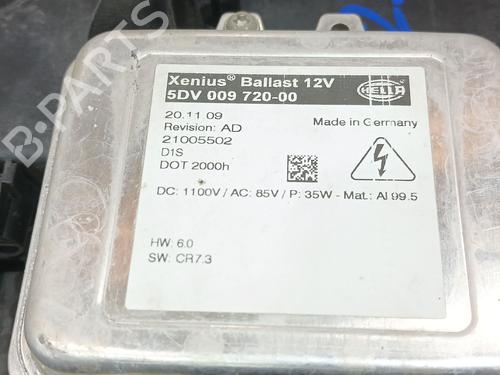 Xenius® Ballast 12V
5DV 009 720-00
HELLA
20.11.09
Made in Germany
Revision: AD
21005502
D1S
DOT 2000h
DC: 1100V / AC: 85V / P: 35W - Mat.: Al 99.5
HW: 6.0
SW: CR7.3
B-PARTS